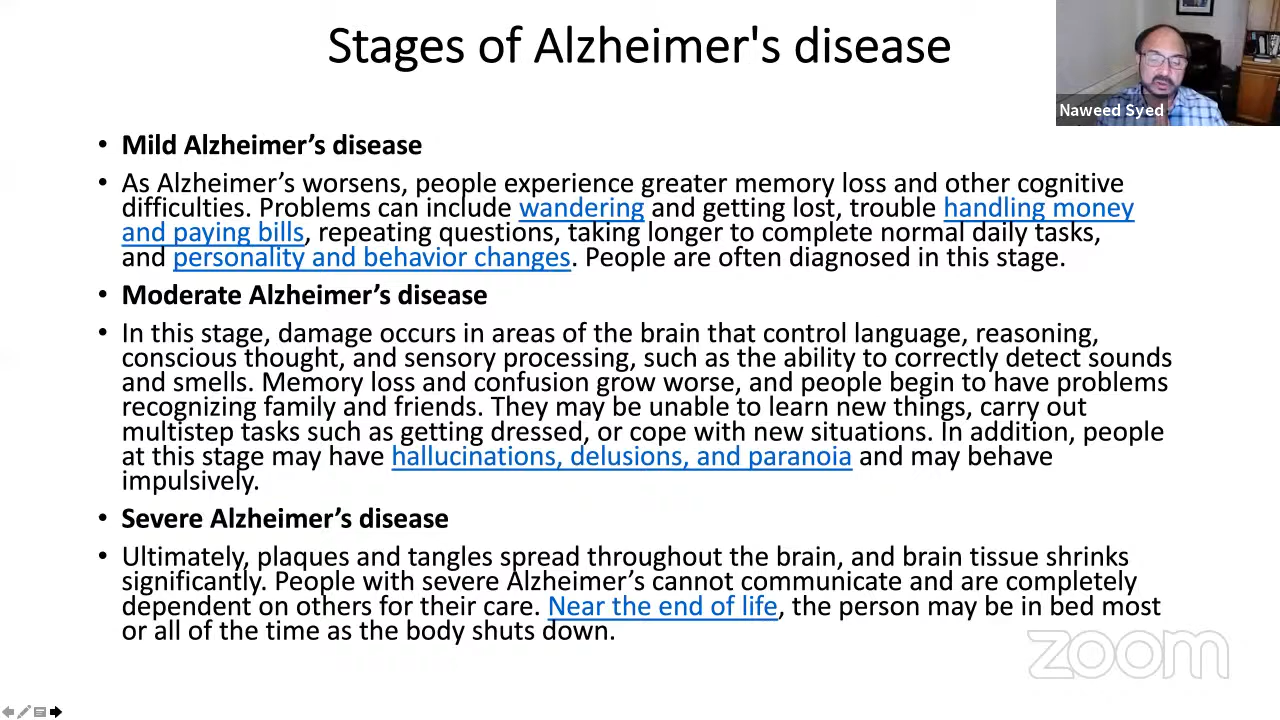 Stages of Alzheimer's disease
Naweed Syed
• Mild Alzheimer’s disease
• As Alzheimer’s worsens, people experience greater memory loss and other cognitive
difficulties. Problems can include wandering and getting lost, trouble handling money
and paying bills, repeating questions, taking longer to complete normal daily tasks,
and personality and behavior changes. People are often diagnosed in this stage.
• Moderate Alzheimer’s disease
• In this stage, damage occurs in areas of the brain that control language, reasoning,
conscious thought, and sensory processing, such as the ability to correctly detect sounds
and smells. Memory loss and confusion grow worse, and people begin to have problems
recognizing family and friends. They may be unable to learn new things, carry out
multistep tasks such as getting dressed, or cope with new situations. In addition, people
at this stage may have hallucinations, delusions, and paranoia and may behave
impulsively.
• Severe Alzheimer’s disease
• Ultimately, plaques and tangles spread throughout the brain, and brain tissue shrinks
significantly. People with severe Alzheimer’s cannot communicate and are completely
dependent on others for their care. Near the end of life, the person may be in bed most
or all of the time as the body shuts down.
zoom